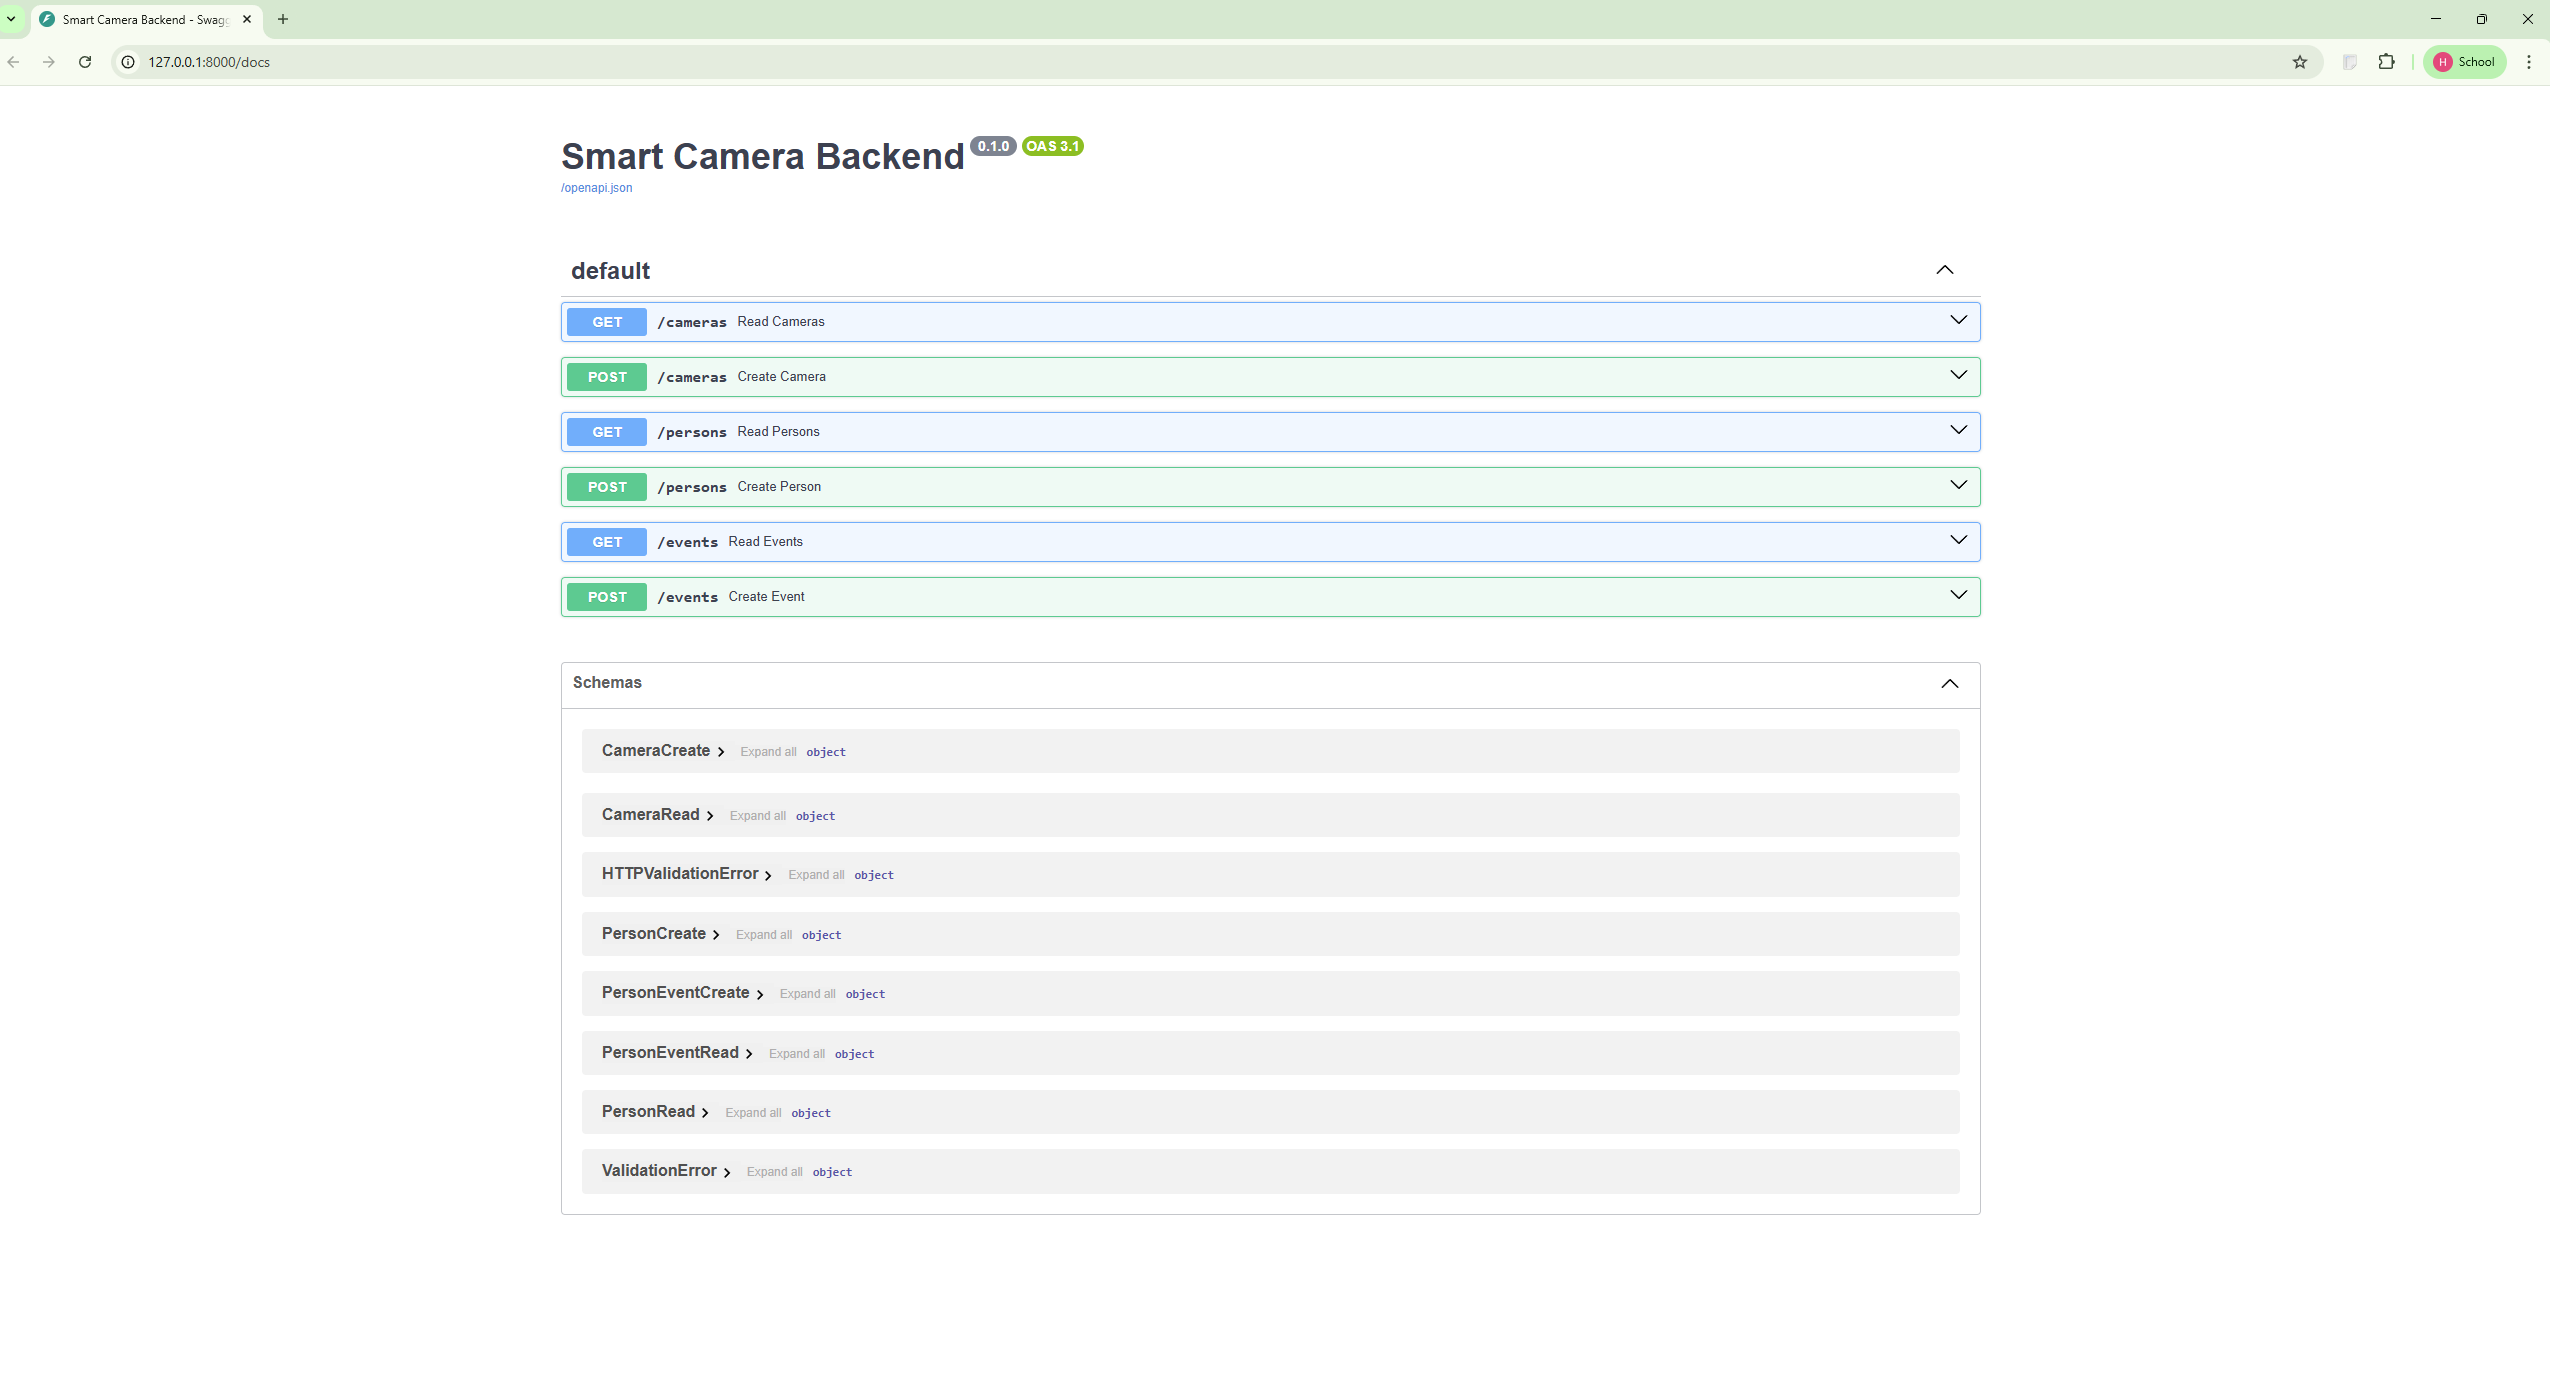 Smart Camera Backend - Swag
127.0.0.1:8000/docs
H School
Smart Camera Backend 0.1.0 OAS 3.1
/openapi.json
default
GET /cameras Read Cameras
POST /cameras Create Camera
GET /persons Read Persons
POST /persons Create Person
GET /events Read Events
POST /events Create Event
Schemas
CameraCreate Expand all object
CameraRead Expand all object
HTTPValidationError Expand all object
PersonCreate Expand all object
PersonEventCreate Expand all object
PersonEventRead Expand all object
PersonRead Expand all object
ValidationError Expand all object